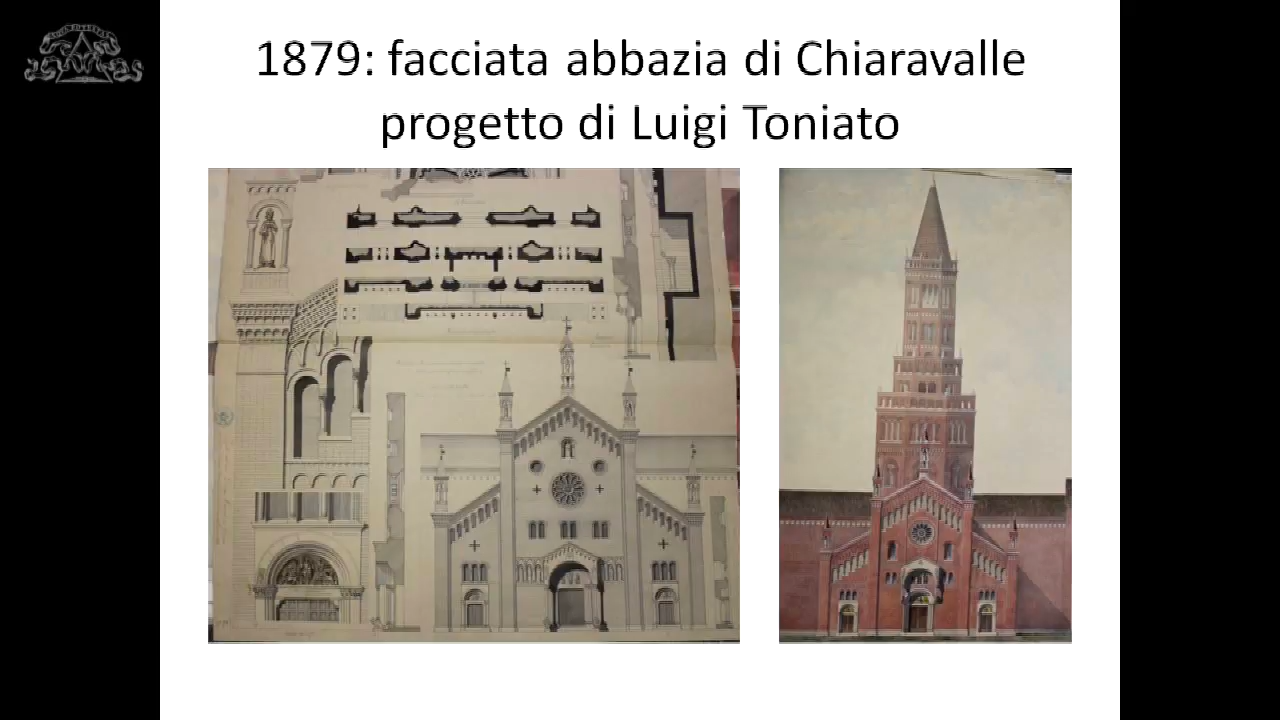 1879: facciata abbazia di Chiaravalle
progetto di Luigi Toniato